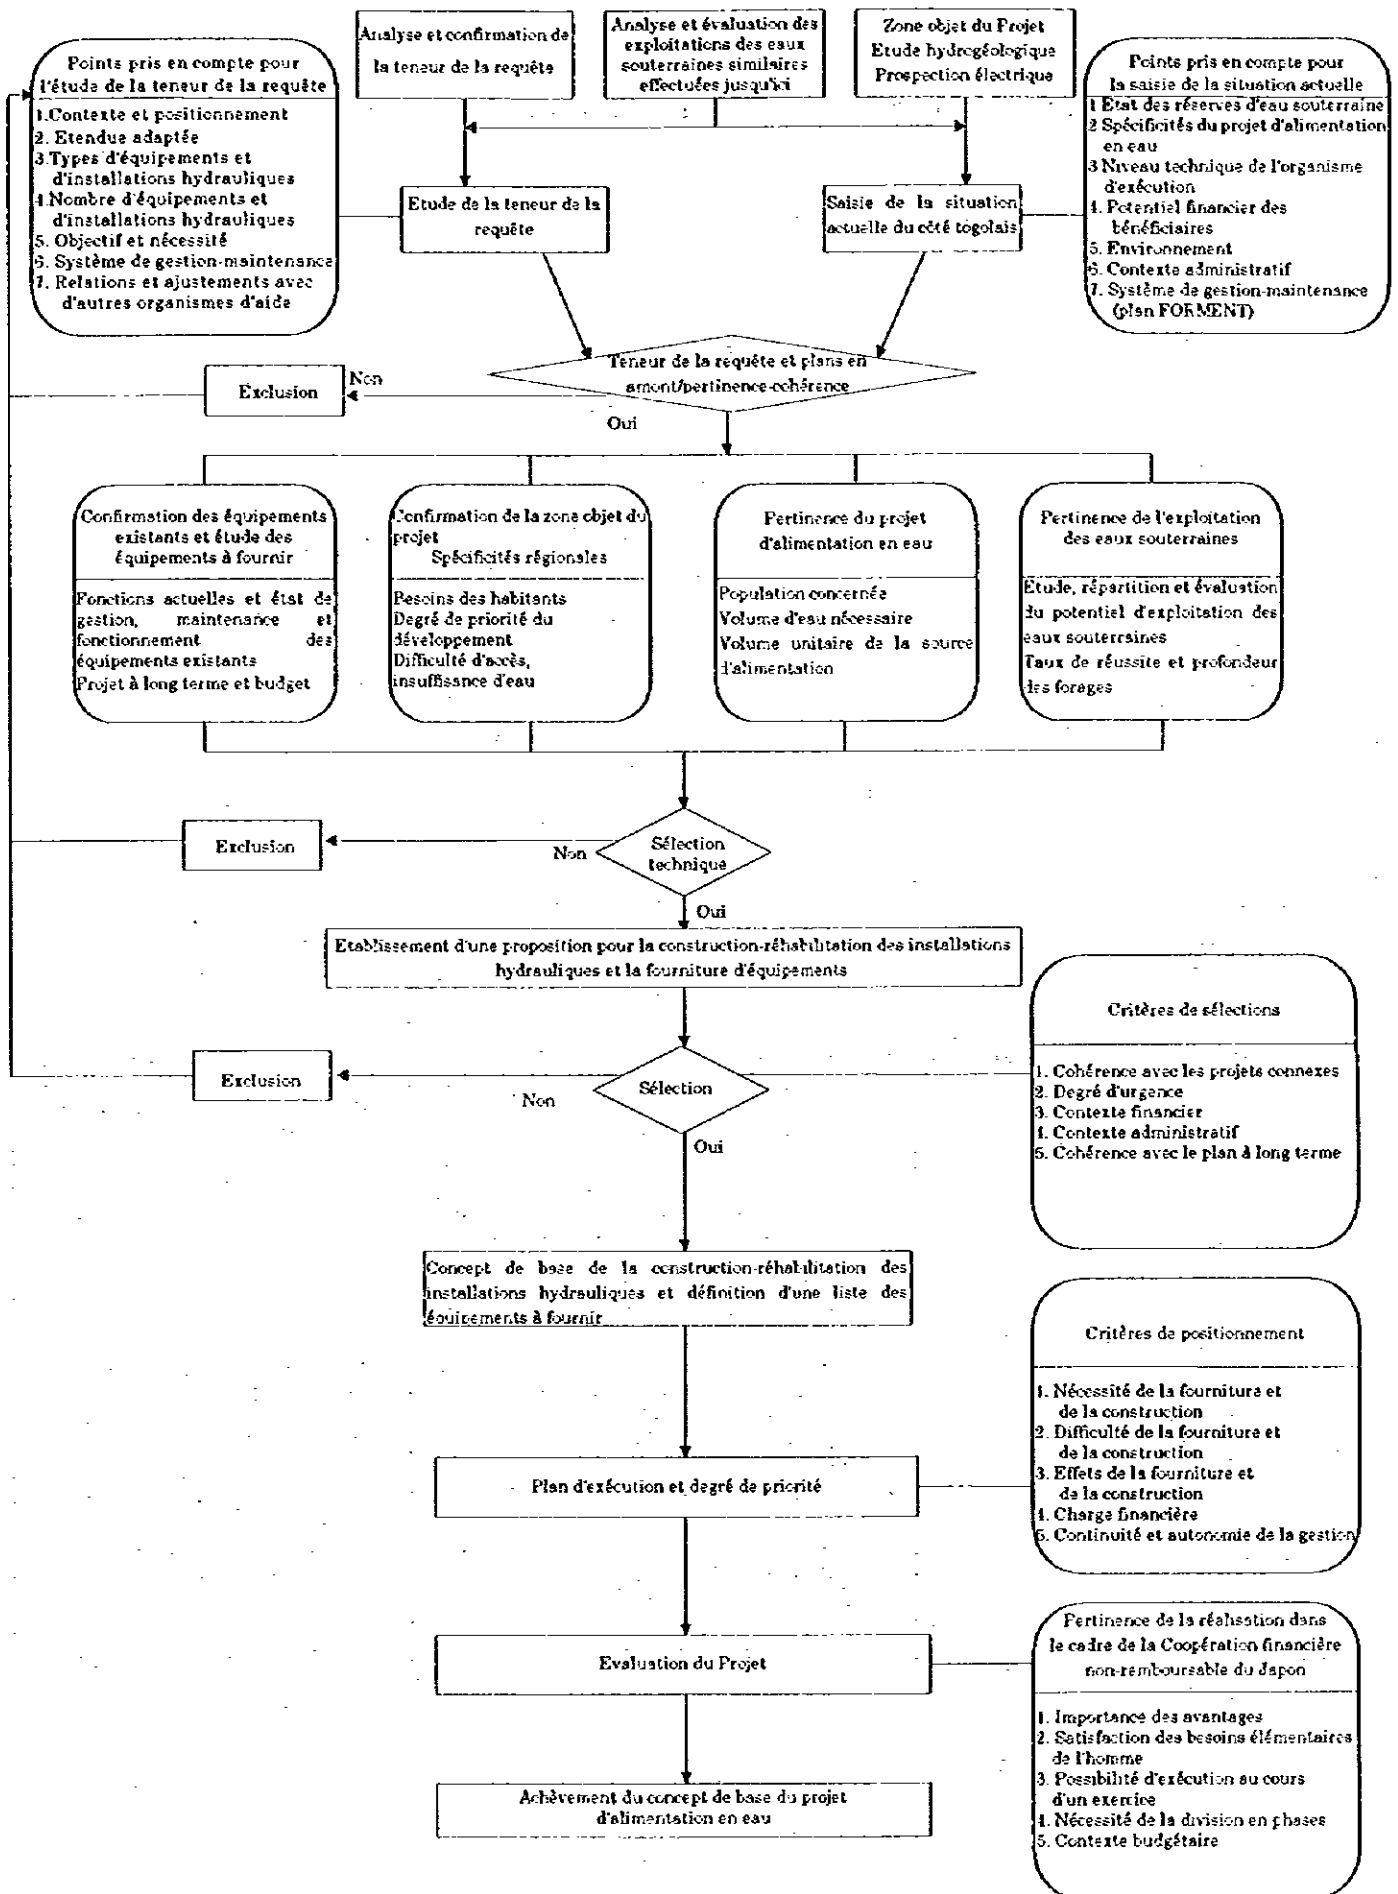 Analyse et confirmation de
la teneur de la requête
Analyse et évaluation des
exploitations des eaux
souterraines similaires
effectuées jusqu'ici
Zone objet du Projet
Etude hydrogéologique
Prospection électrique
Points pris en compte pour
l'étude de la teneur de la requête
1.Contexte et positionnement
2. Etendue adaptée
3.Types d'équipements et
d'installations hydrauliques
4.Nombre d'équipements et
d'installations hydrauliques
5. Objectif et nécessité
6. Système de gestion-maintenance
7. Relations et ajustements avec
d'autres organismes d'aide
Points pris en compte pour
la saisie de la situation actuelle
1 Etat des réserves d'eau souterraine
2 Spécificités du projet d'alimentation
en eau
3 Niveau technique de l'organisme
d'exécution
4. Potentiel financier des
bénéficiaires
5. Environnement
6. Contexte administratif
7. Système de gestion-maintenance
(plan FORMENT)
Etude de la teneur de la
requête
Saisie de la situation
actuelle du côté togolais
Teneur de la requête et plans en
amont/pertinence-cohérence
Non
Exclusion
Oui
Confirmation des équipements
existants et étude des
équipements à fournir
Fonctions actuelles et état de
gestion, maintenance et
fonctionnement des
équipements existants
Projet à long terme et budget
Confirmation de la zone objet du
projet
Spécificités régionales
Besoins des habitants
Degré de priorité du
développement
Difficulté d'accès,
insuffisance d'eau
Pertinence du projet
d'alimentation en eau
Population concernée
Volume d'eau nécessaire
Volume unitaire de la source
d'alimentation
Pertinence de l'exploitation
des eaux souterraines
Etude, répartition et évaluation
du potentiel d'exploitation des
eaux souterraines
Taux de réussite et profondeur
des forages
Exclusion
Non
Sélection
technique
Oui
Etablissement d'une proposition pour la construction-réhabilitation des installations
hydrauliques et la fourniture d'équipements
Exclusion
Non
Sélection
Oui
Critères de sélections
1. Cohérence avec les projets connexes
2. Degré d'urgence
3. Contexte financier
4. Contexte administratif
5. Cohérence avec le plan à long terme
Concept de base de la construction-réhabilitation des
installations hydrauliques et définition d'une liste des
équipements à fournir
Critères de positionnement
1. Nécessité de la fourniture et
de la construction
2. Difficulté de la fourniture et
de la construction
3. Effets de la fourniture et
de la construction
4. Charge financière
5. Continuité et autonomie de la gestion
Plan d'exécution et degré de priorité
Evaluation du Projet
Pertinence de la réalisation dans
le cadre de la Coopération financière
non-remboursable du Japon
1. Importance des avantages
2. Satisfaction des besoins élémentaires
de l'homme
3. Possibilité d'exécution au cours
d'un exercice
4. Nécessité de la division en phases
5. Contexte budgétaire
Achèvement du concept de base du projet
d'alimentation en eau